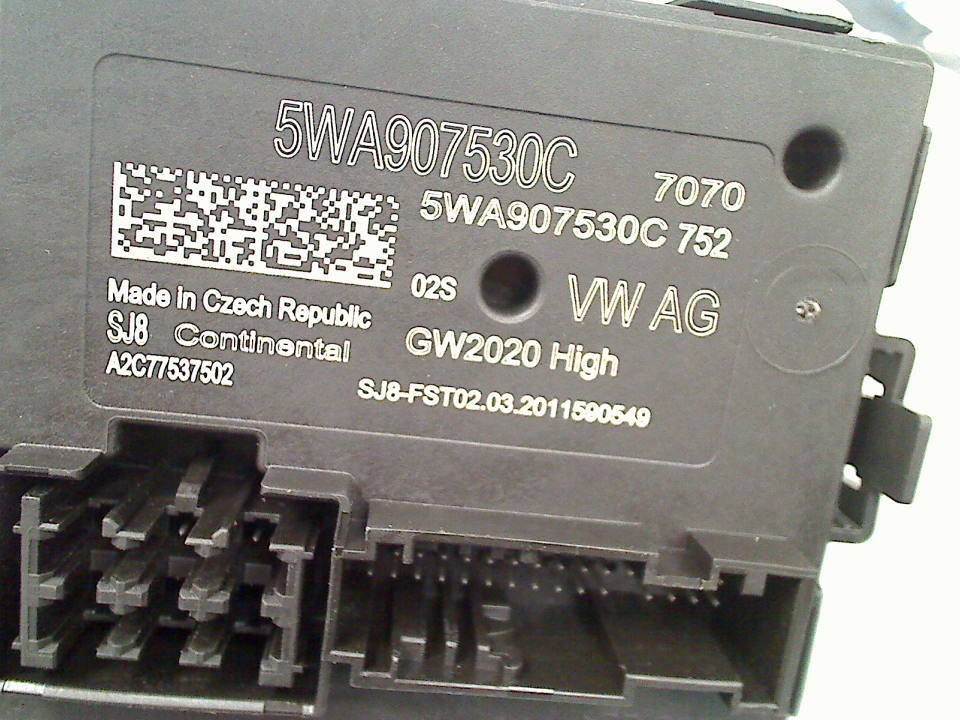 5WA907530C
7070
5WA907530C 752
02S
VW AG
Made in Czech Republic
SJ8 Continental
GW2020 High
A2C77537502
SJ8-FST02.03.2011590549